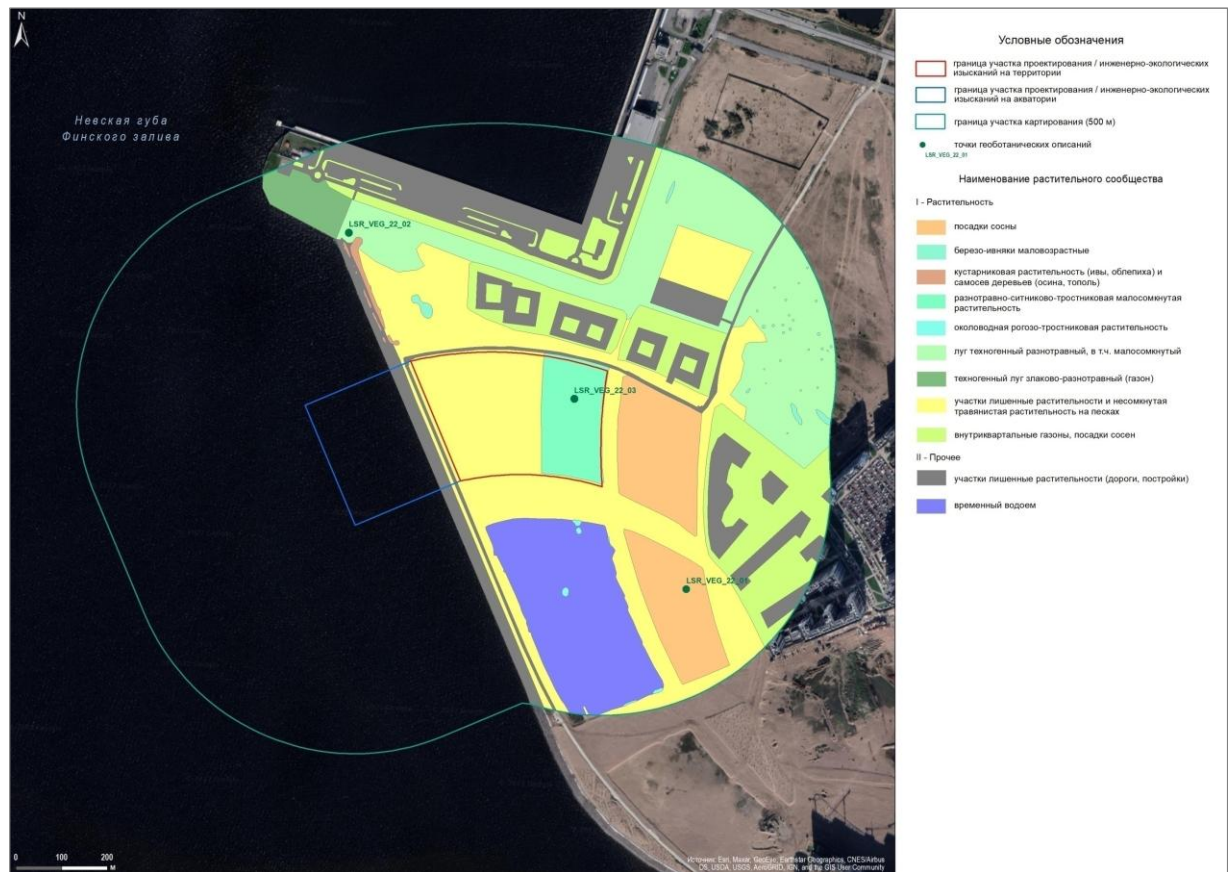 N
Невская губа
Финского залива
LSR_VEG_22_02
LSR_VEG_22_03
LSR_VEG_22_01
0 100 200
М
Источник: Esri, Maxar, GeoEye, Earthstar Geographics, CNES/Airbus
DS, USDA, USGS, AeroGRID, IGN, and the GIS User Community
Условные обозначения
граница участка проектирования / инженерно-экологических
изысканий на территории
граница участка проектирования / инженерно-экологических
изысканий на акватории
граница участка картирования (500 м)
точки геоботанических описаний
LSR_VEG_22_01
Наименование растительного сообщества
I - Растительность
посадки сосны
березо-ивняки маловозрастные
кустарниковая растительность (ивы, облепиха) и
самосев деревьев (осина, тополь)
разнотравно-ситниково-тростниковая малосомкнутая
растительность
околоводная рогозо-тростниковая растительность
луг техногенный разнотравный, в т.ч. малосомкнутый
техногенный луг злаково-разнотравный (газон)
участки лишенные растительности и несомкнутая
травянистая растительность на песках
внутриквартальные газоны, посадки сосен
II - Прочее
участки лишенные растительности (дороги, постройки)
временный водоем